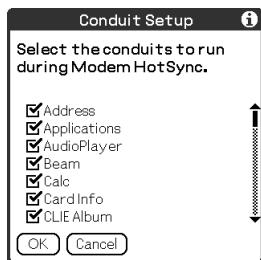 Conduit Setup
Select the conduits to run
during Modem HotSync.
Address
Applications
AudioPlayer
Beam
Calc
Card Info
CLIE Album
OK Cancel